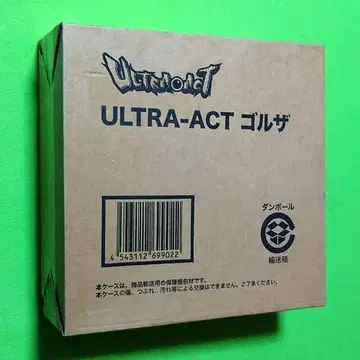 ULTRA-ACT
ULTRA-ACT ゴルザ
ダンボール
4 543112 699022
輸送箱
本ケースは、商品輸送用の保護梱包材です。
本ケースの傷、つぶれ、汚れ等による交換はできません。ご了承ください。